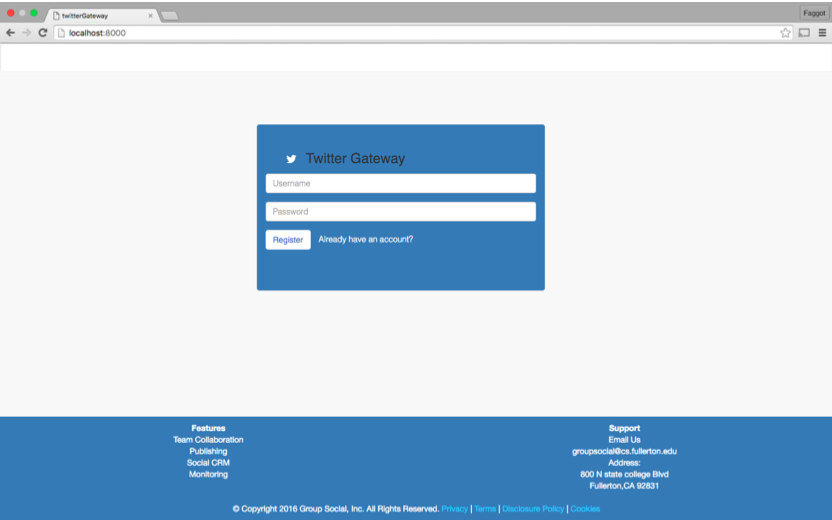 twitterGateway
Faggot
localhost:8000
Twitter Gateway
Username
Password
Register Already have an account?
Features
Team Collaboration
Publishing
Social CRM
Monitoring
Support
Email Us
groupsocial@cs.fullerton.edu
Address:
800 N state college Blvd
Fullerton,CA 92831
© Copyright 2016 Group Social, Inc. All Rights Reserved. Privacy | Terms | Disclosure Policy | Cookies